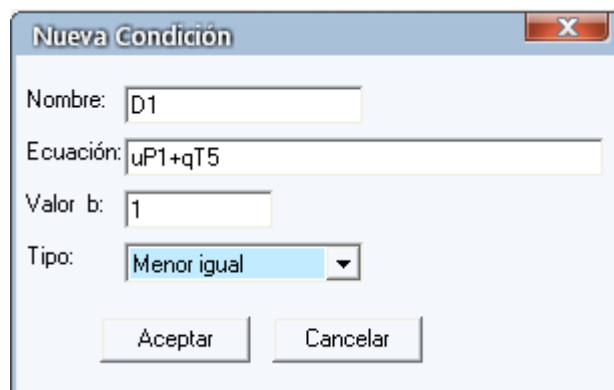 Nueva Condición
Nombre: D1
Ecuación: uP1+qT5
Valor b: 1
Tipo: Menor igual
Aceptar Cancelar